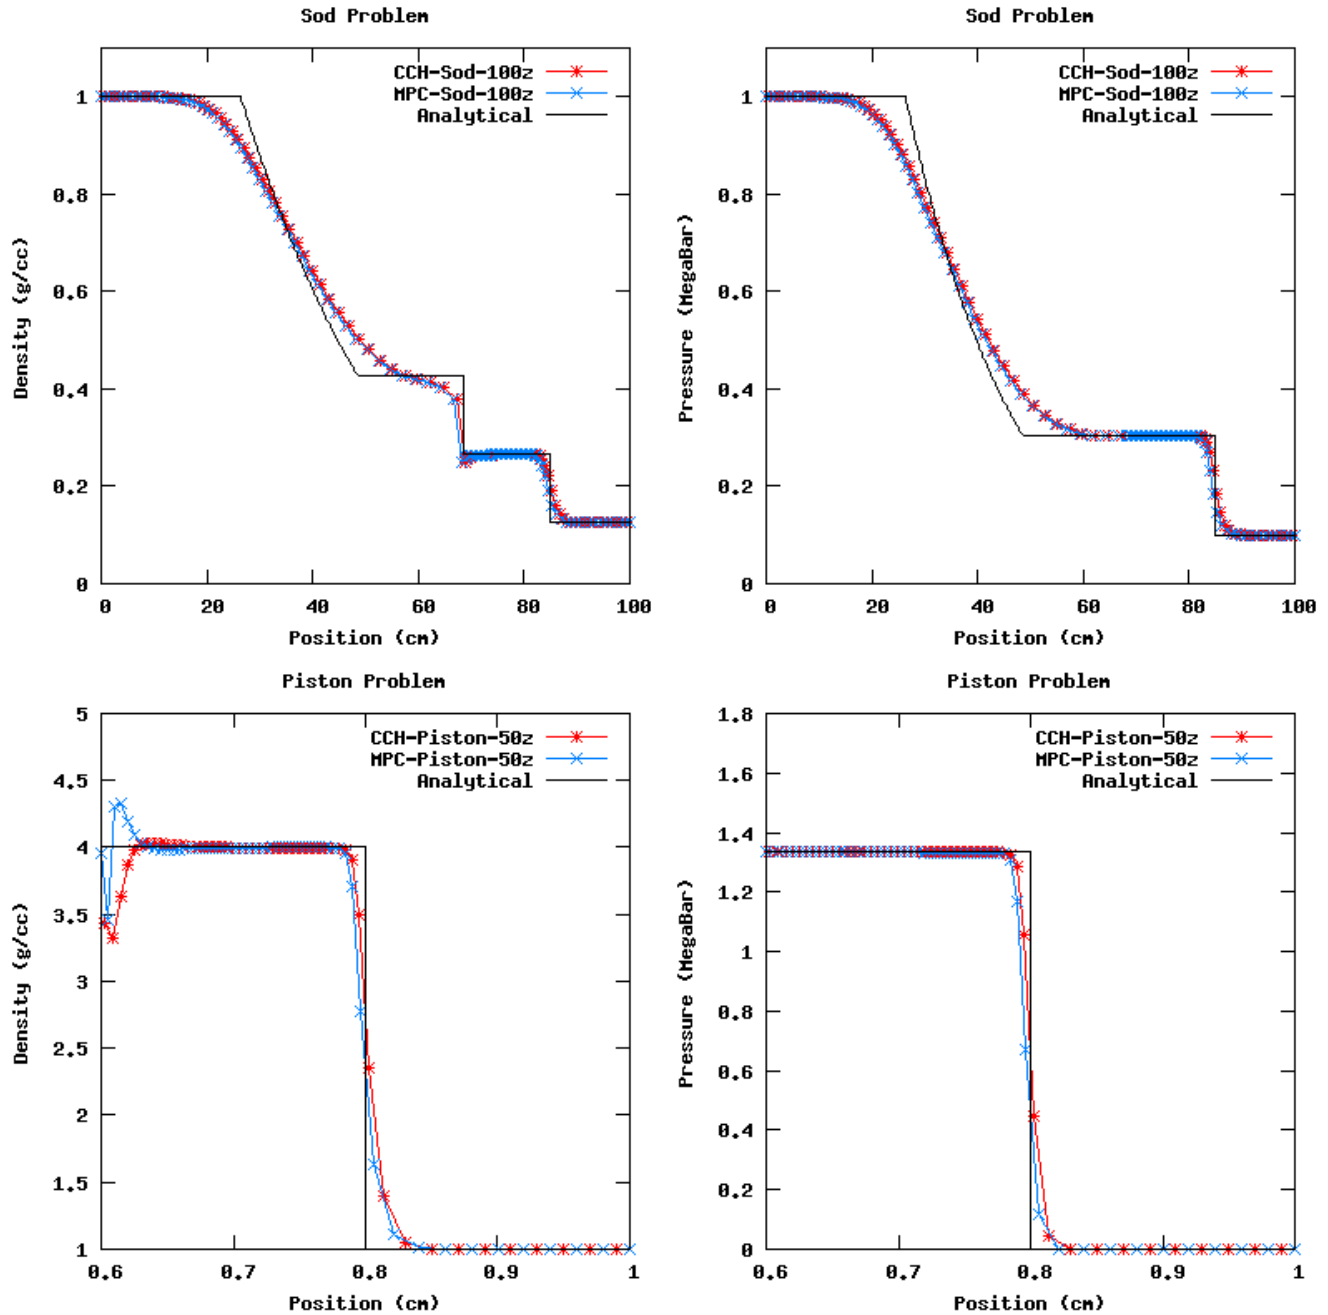 Sod Problem
CCH-Sod-100z
MPC-Sod-100z
Analytical
1
0.8
0.6
0.4
0.2
0
Density (g/cc)
0 20 40 60 80 100
Position (cm)
Sod Problem
CCH-Sod-100z
MPC-Sod-100z
Analytical
1
0.8
0.6
0.4
0.2
0
Pressure (MegaBar)
0 20 40 60 80 100
Position (cm)
Piston Problem
CCH-Piston-50z
MPC-Piston-50z
Analytical
5
4.5
4
3.5
3
2.5
2
1.5
1
Density (g/cc)
0.6 0.7 0.8 0.9 1
Position (cm)
Piston Problem
CCH-Piston-50z
MPC-Piston-50z
Analytical
1.8
1.6
1.4
1.2
1
0.8
0.6
0.4
0.2
0
Pressure (MegaBar)
0.6 0.7 0.8 0.9 1
Position (cm)